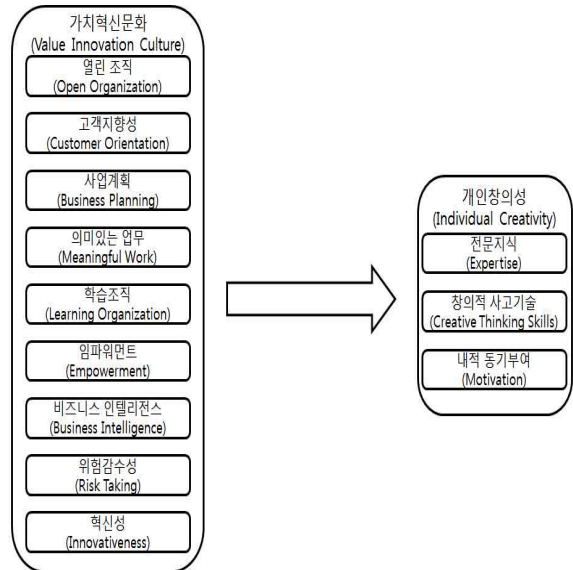 가치혁신문화
(Value Innovation Culture)
열린 조직
(Open Organization)
고객지향성
(Customer Orientation)
사업계획
(Business Planning)
의미있는 업무
(Meaningful Work)
학습조직
(Learning Organization)
임파워먼트
(Empowerment)
비즈니스 인텔리전스
(Business Intelligence)
위험감수성
(Risk Taking)
혁신성
(Innovativeness)
개인창의성
(Individual Creativity)
전문지식
(Expertise)
창의적 사고기술
(Creative Thinking Skills)
내적 동기부여
(Motivation)